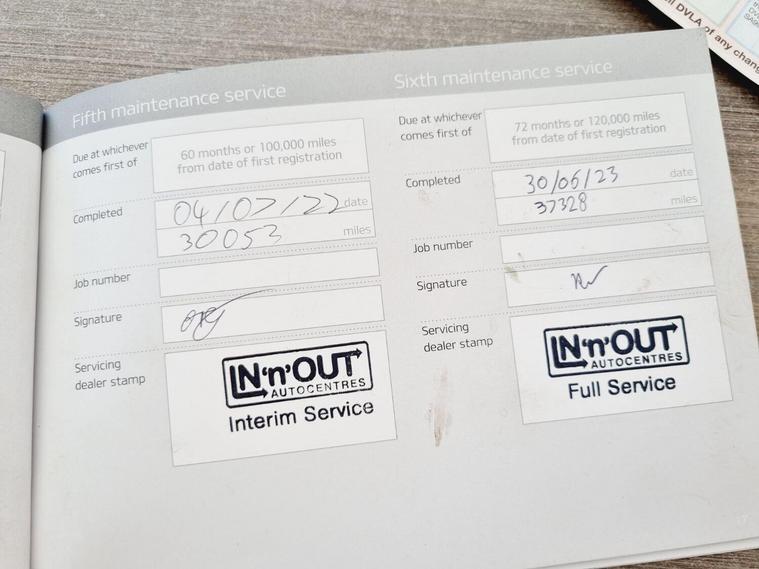 Fifth maintenance service
Due at whichever
comes first of
60 months or 100,000 miles
from date of first registration
Completed
04/07/22 date
30053 miles
Job number
Signature
Servicing
dealer stamp
IN'n'OUT
AUTOCENTRES
Interim Service
Sixth maintenance service
Due at whichever
comes first of
72 months or 120,000 miles
from date of first registration
Completed
30/06/23 date
37328 miles
Job number
Signature
Servicing
dealer stamp
IN'n'OUT
AUTOCENTRES
Full Service
DVLA of any chang